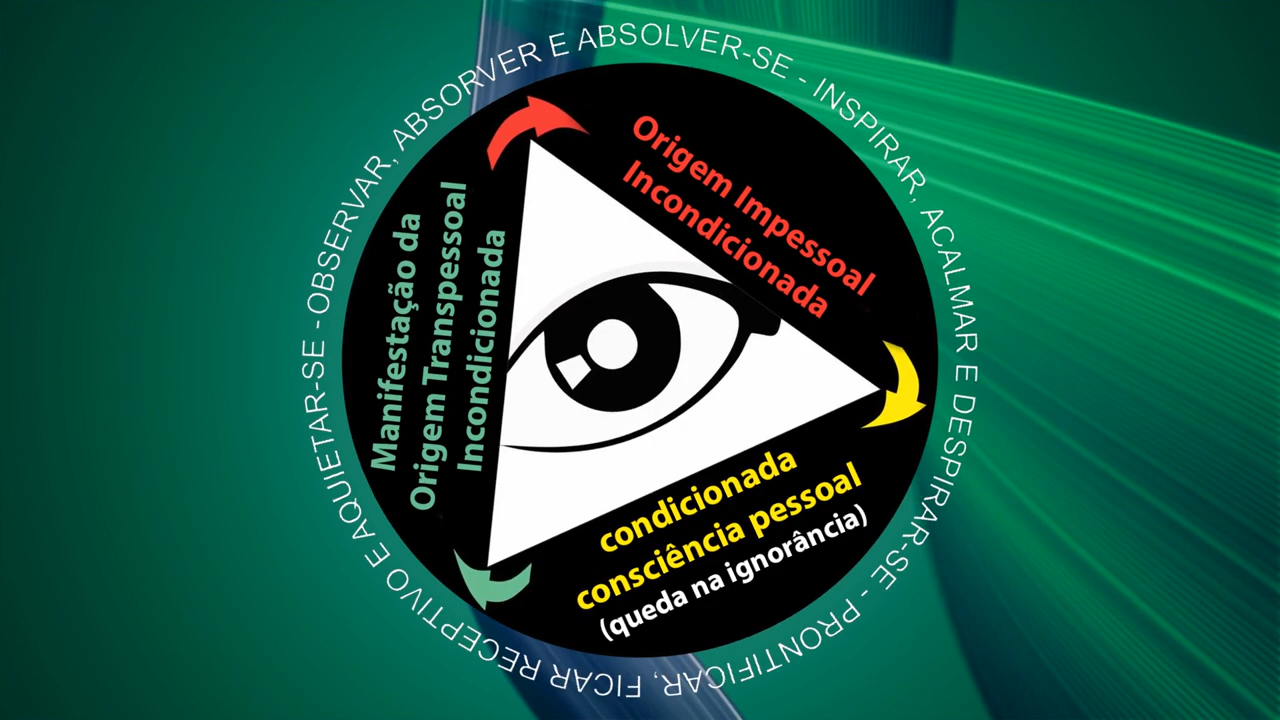 OBSERVAR, ABSORVER E ABSOLVER-SE - INSPIRAR, ACALMAR E DESPIRAR-SE - PRONTIFICAR, FICAR RECEPTIVO E AQUIETAR-SE -
Origem Impessoal
Incondicionada
condicionada
consciência pessoal
(queda na ignorância)
Manifestação da
Origem Transpessoal
Incondicionada